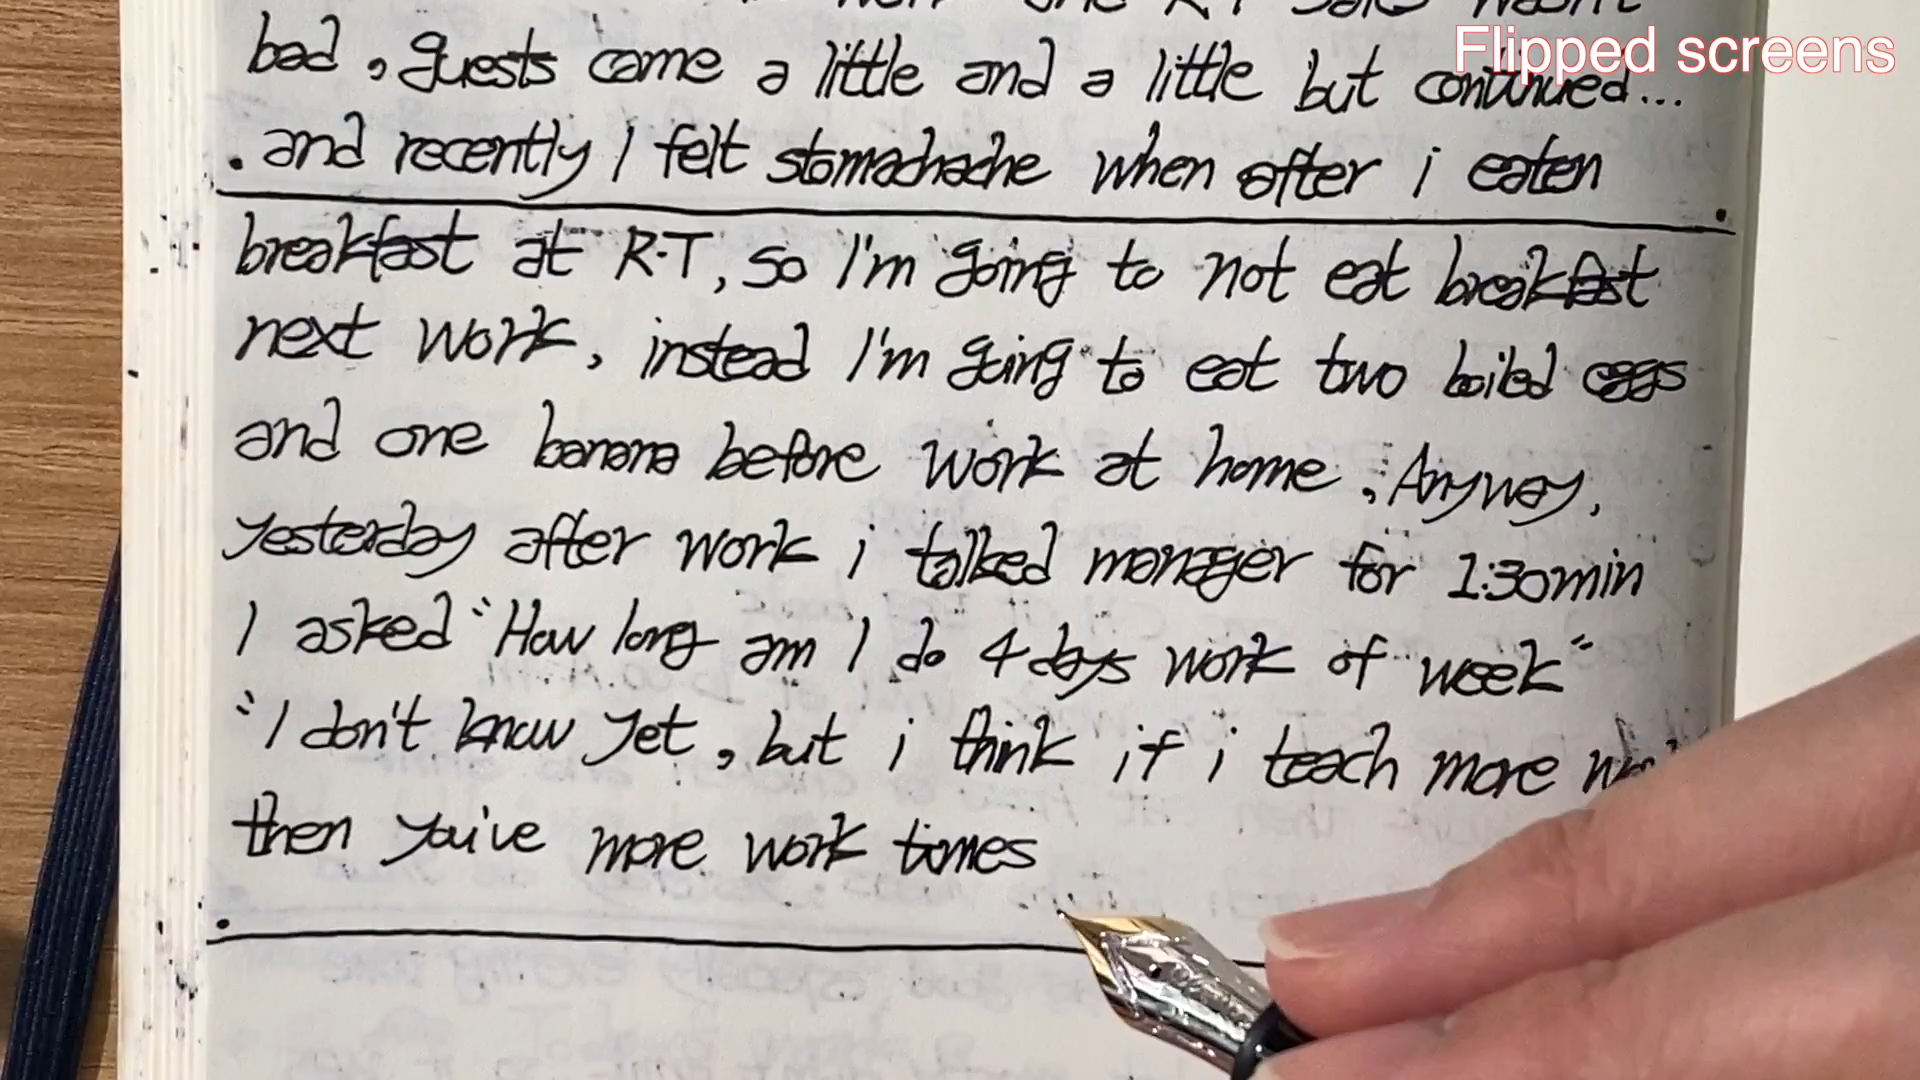 Flipped screens
bad, guests came a little and a little but continued...
. and recently I felt stomachache when after i eaten
breakfast at R.T, so I'm going to not eat breakfast
next work, instead I'm going to eat two boiled eggs
and one banana before work at home. Anyway,
yesterday after work i talked manager for 1:30min
I asked "How long am I do 4 days work of week"
"I don't know yet, but i think if i teach more
then you've more work times